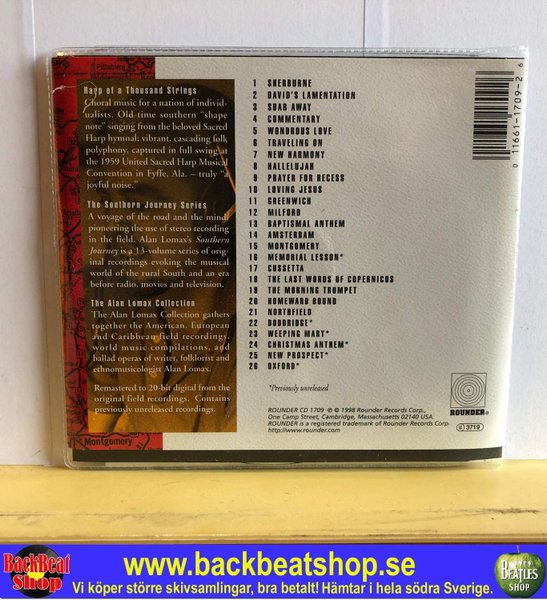 S Pittsburg
Harp of a Thousand Strings
Choral music for a nation of individ-
ualists. Old-time southern "shape
note" singing from the beloved Sacred
Harp hymnal: vibrant, cascading folk
polyphony, captured in full swing at
the 1959 United Sacred Harp Musical
Convention in Fyffe, Ala. – truly "a
joyful noise."
The Southern Journey Series
A voyage of the road and the mind,
pioneering the use of stereo recording
in the field, Alan Lomax's Southern
Journey is a 13-volume series of orig-
inal recordings evoking the musical
world of the rural South and an era
before radio, movies and television.
The Alan Lomax Collection
The Alan Lomax Collection gathers
together the American, European
and Caribbean field recordings,
world music compilations, and
ballad operas of writer, folklorist and
ethnomusicologist Alan Lomax.
Remastered to 20-bit digital from the
original field recordings. Contains
previously unreleased recordings.
Montgomery
1 SHERBURNE
2 DAVID'S LAMENTATION
3 SOAR AWAY
4 COMMENTARY
5 WONDROUS LOVE
6 TRAVELING ON
7 NEW HARMONY
8 HALLELUJAH
9 PRAYER FOR RECESS
10 LOVING JESUS
11 GREENWICH
12 MILFORD
13 BAPTISMAL ANTHEM
14 AMSTERDAM
15 MONTGOMERY
16 MEMORIAL LESSON*
17 CUSSETTA
18 THE LAST WORDS OF COPERNICUS
19 THE MORNING TRUMPET
20 HOMEWARD BOUND
21 NORTHFIELD
22 DODDRIDGE*
23 WEEPING MARY*
24 CHRISTMAS ANTHEM*
25 NEW PROSPECT*
26 OXFORD*
*Previously unreleased
ROUNDER CD 1709 ℗ © 1998 Rounder Records Corp.,
One Camp Street, Cambridge, Massachusetts 02140 USA.
ROUNDER is a registered trademark of Rounder Records Corp.
http://www.rounder.com
0 11661-1709-2 6
ROUNDER®
3719
BackBeat
Shop
www.backbeatshop.se
Vi köper större skivsamlingar, bra betalt! Hämtar i hela södra Sverige.
BEATLES
SHOP